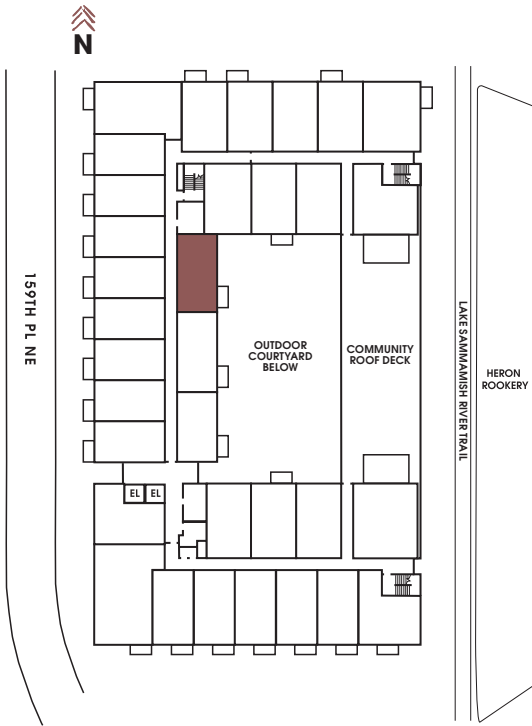 N
159TH PL NE
OUTDOOR
COURTYARD
BELOW
COMMUNITY
ROOF DECK
LAKE SAMMAMISH RIVER TRAIL
HERON
ROOKERY
EL EL